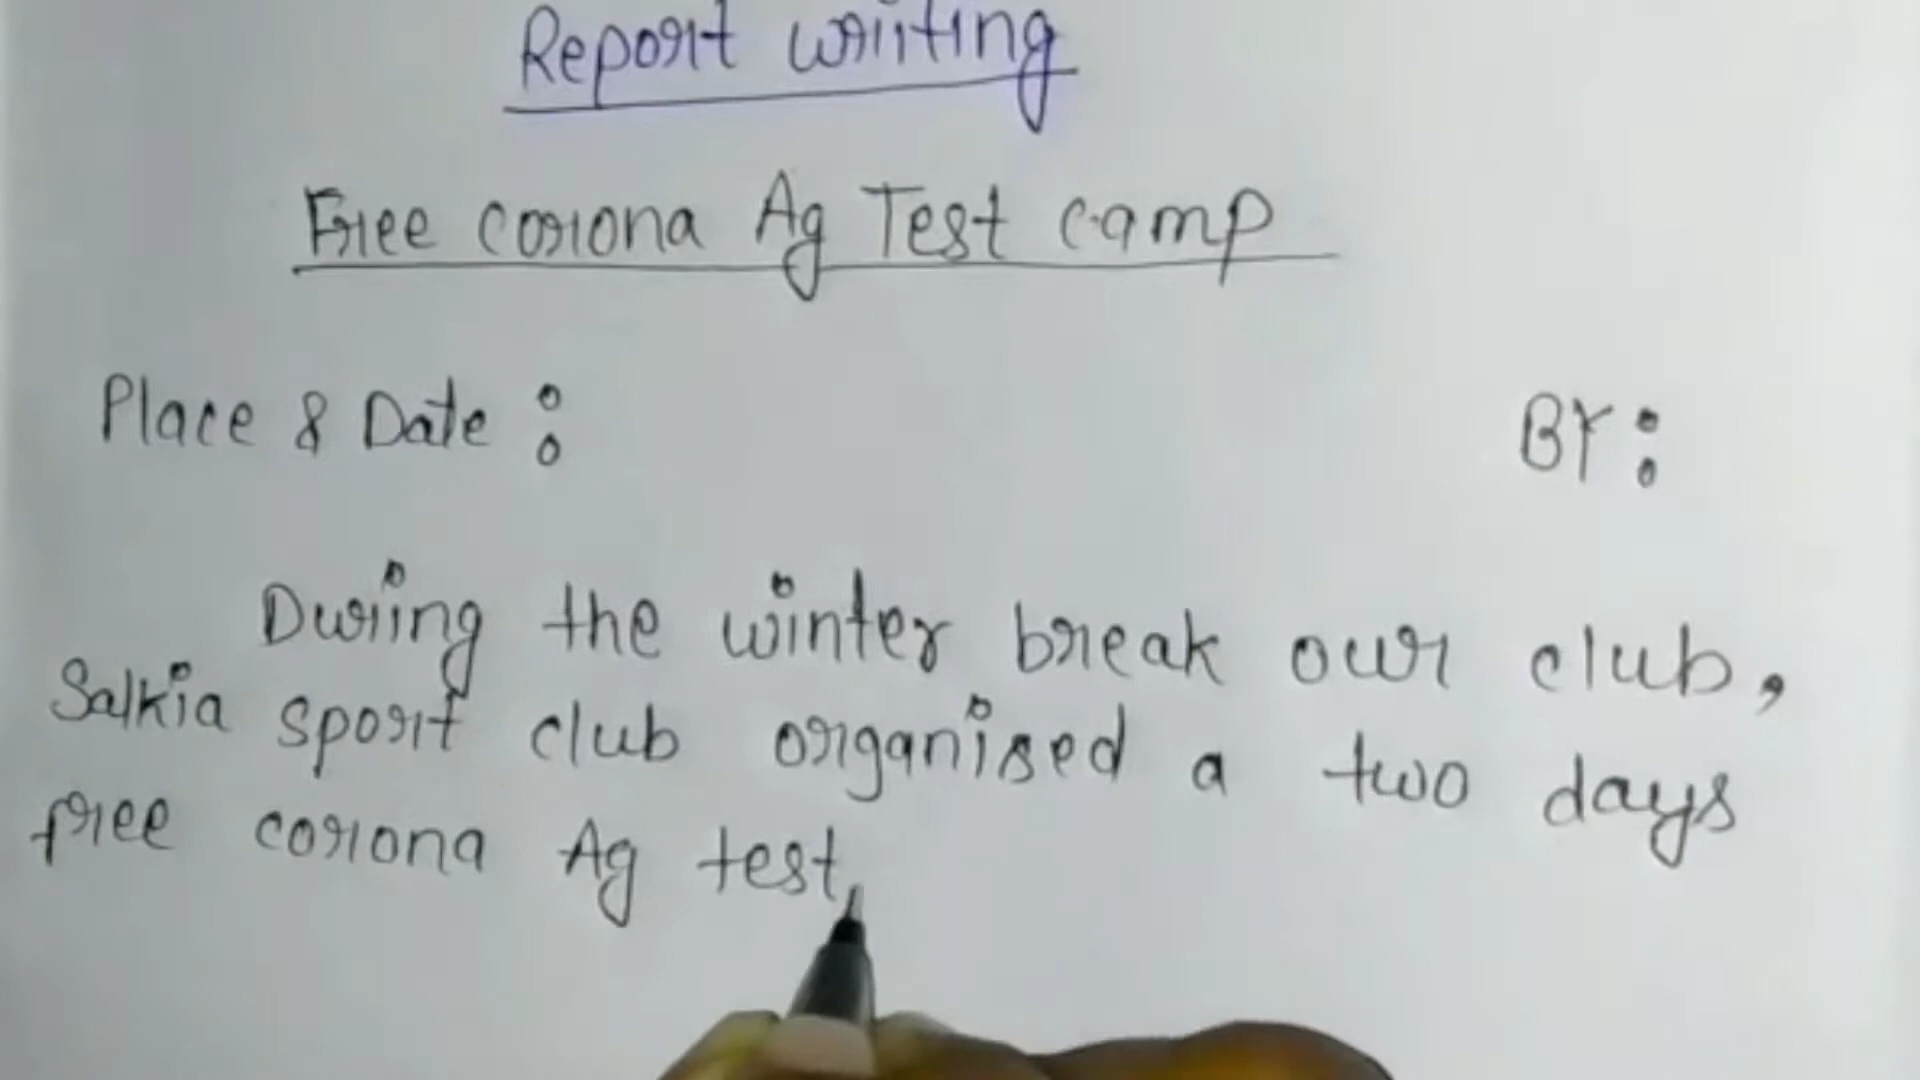 Report writing
Free corona Ag Test camp
Place & Date :
BY :
During the winter break our club,
Salkia sport club organised a two days
free corona Ag test